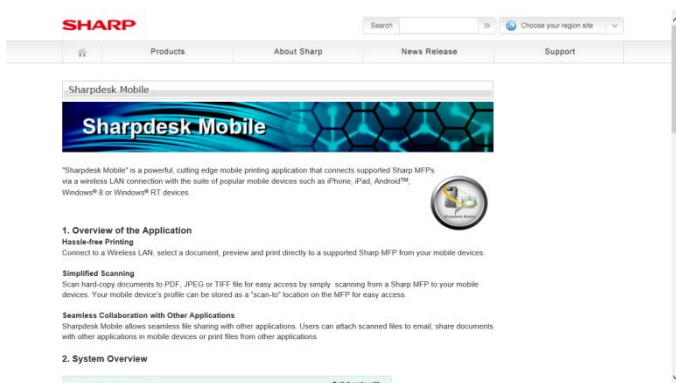 SHARP
Search
Choose your region site
Products
About Sharp
News Release
Support
Sharpdesk Mobile
Sharpdesk Mobile
"Sharpdesk Mobile" is a powerful, cutting edge mobile printing application that connects supported Sharp MFPs
via a wireless LAN connection with the suite of popular mobile devices such as iPhone, iPad, Android™,
Windows® 8 or Windows® RT devices.
1. Overview of the Application
Hassle-free Printing
Connect to a Wireless LAN, select a document, preview and print directly to a supported Sharp MFP from your mobile devices.
Simplified Scanning
Scan hard-copy documents to PDF, JPEG or TIFF file for easy access by simply scanning from a Sharp MFP to your mobile
devices. Your mobile device's profile can be stored as a "scan-to" location on the MFP for easy access.
Seamless Collaboration with Other Applications
Sharpdesk Mobile allows seamless file sharing with other applications. Users can attach scanned files to email, share documents
with other applications in mobile devices or print files from other applications
2. System Overview